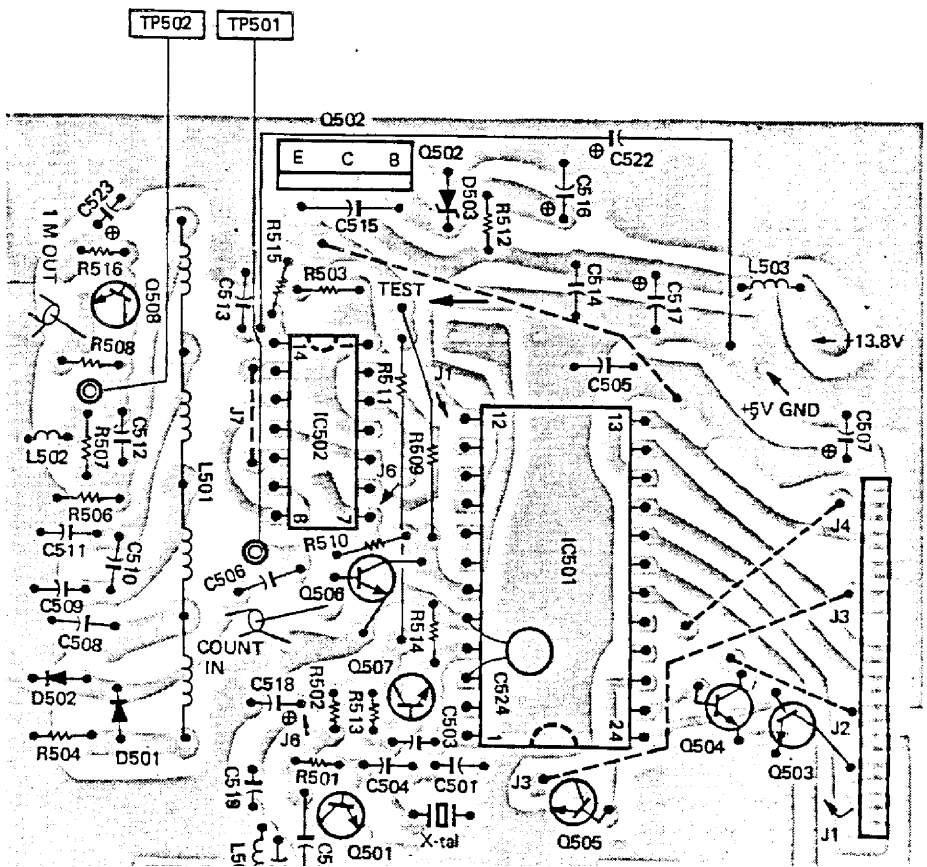 TP502 TP501
Q502
E C B Q502
C522
C523
D503
C516
C515
R512
1 M OUT
R516
R515
R503
Q508
C513
TEST
C514
C517
L503
R508
14
J1
C505
+13.8V
R511
+5V GND
J7
IC502
12
13
C507
L502
R507
C512
R509
L501
J6
R506
8 7
J4
C511
R510
C510
IC501
C506
Q506
C509
J3
C508
COUNT
IN
R514
Q507
C524
D502
C518
R502
R513
J6
C503
J2
R504
D501
1
24
Q504
Q503
R501
C504
C501
J3
C519
X-tal
Q501
Q505
J1